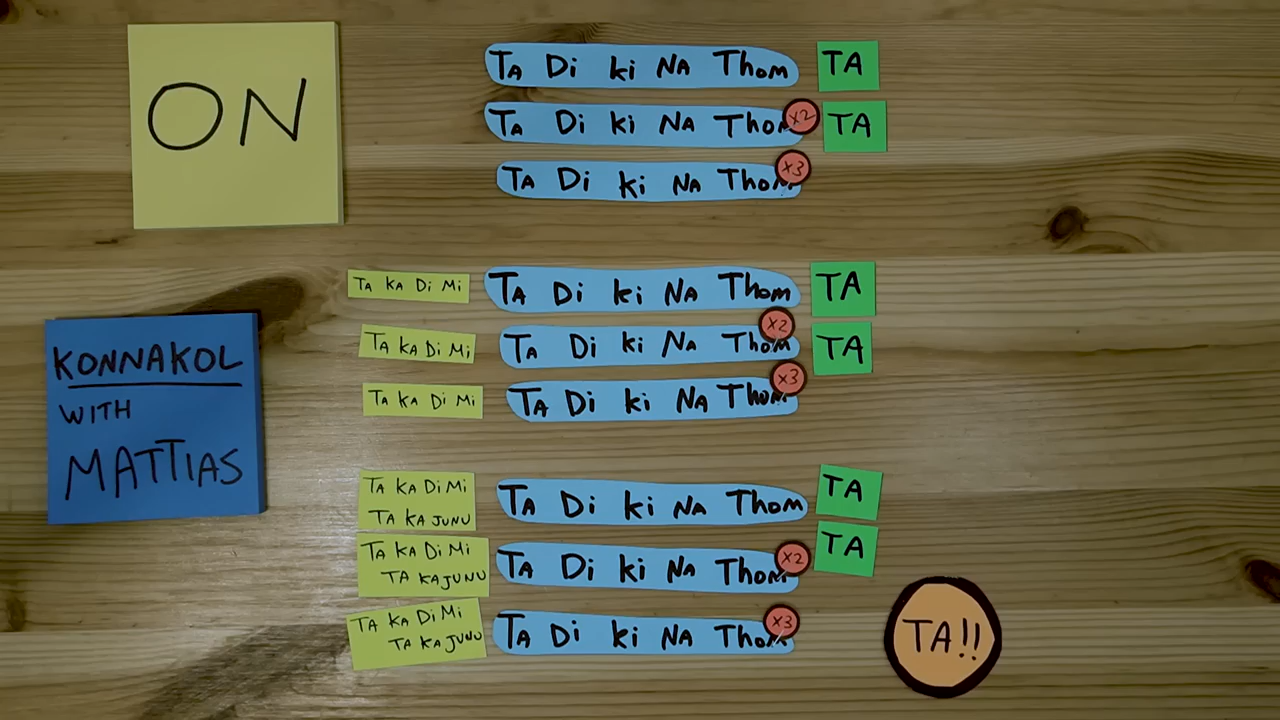 ON
TA Di ki NA Thom TA
TA Di ki NA Thom x2 TA
TA Di ki NA Thom x3
KONNAKOL
WITH
MATTIAS
TA KA Di Mi TA Di ki NA Thom TA
TA KA Di Mi TA Di ki NA Thom x2 TA
TA KA Di Mi TA Di ki NA Thom x3
TA KA Di Mi
TA KA JUNU
TA Di ki NA Thom TA
TA KA Di Mi
TA KA JUNU
TA Di ki NA Thom x2 TA
TA KA Di Mi
TA KA JUNU
TA Di ki NA Thom x3
TA!!